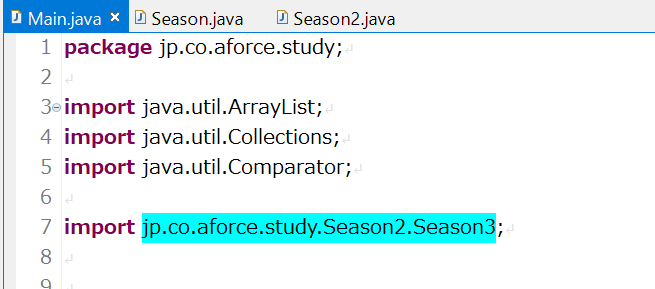 Main.java Season.java Season2.java
1 package jp.co.aforce.study;
2
3 import java.util.ArrayList;
4 import java.util.Collections;
5 import java.util.Comparator;
6
7 import jp.co.aforce.study.Season2.Season3;
8
9